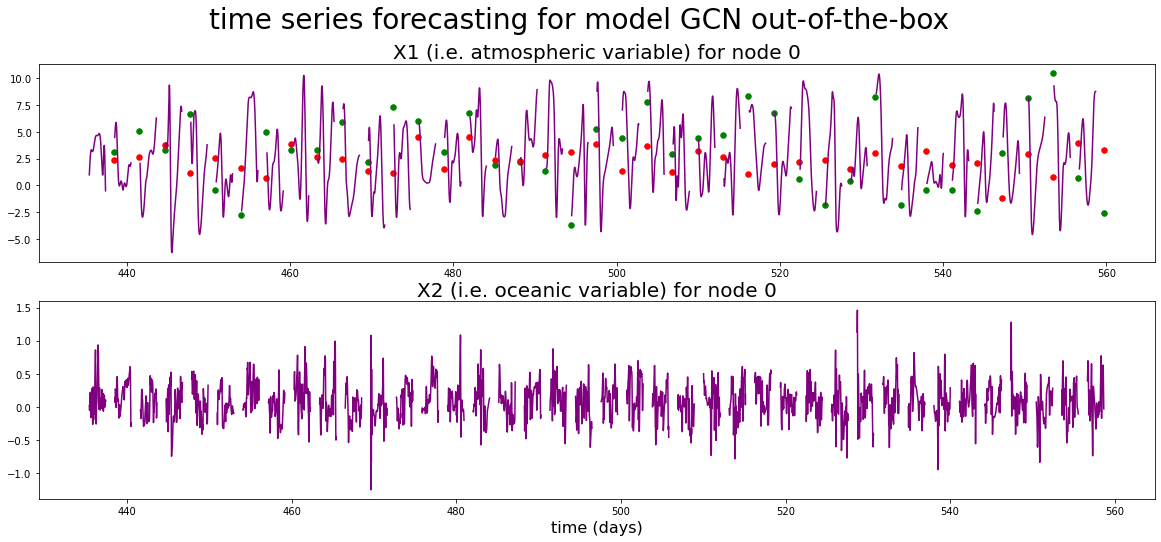 time series forecasting for model GCN out-of-the-box
X1 (i.e. atmospheric variable) for node 0
10.0
7.5
5.0
2.5
0.0
−2.5
−5.0
440 460 480 500 520 540 560
X2 (i.e. oceanic variable) for node 0
1.5
1.0
0.5
0.0
−0.5
−1.0
440 460 480 500 520 540 560
time (days)